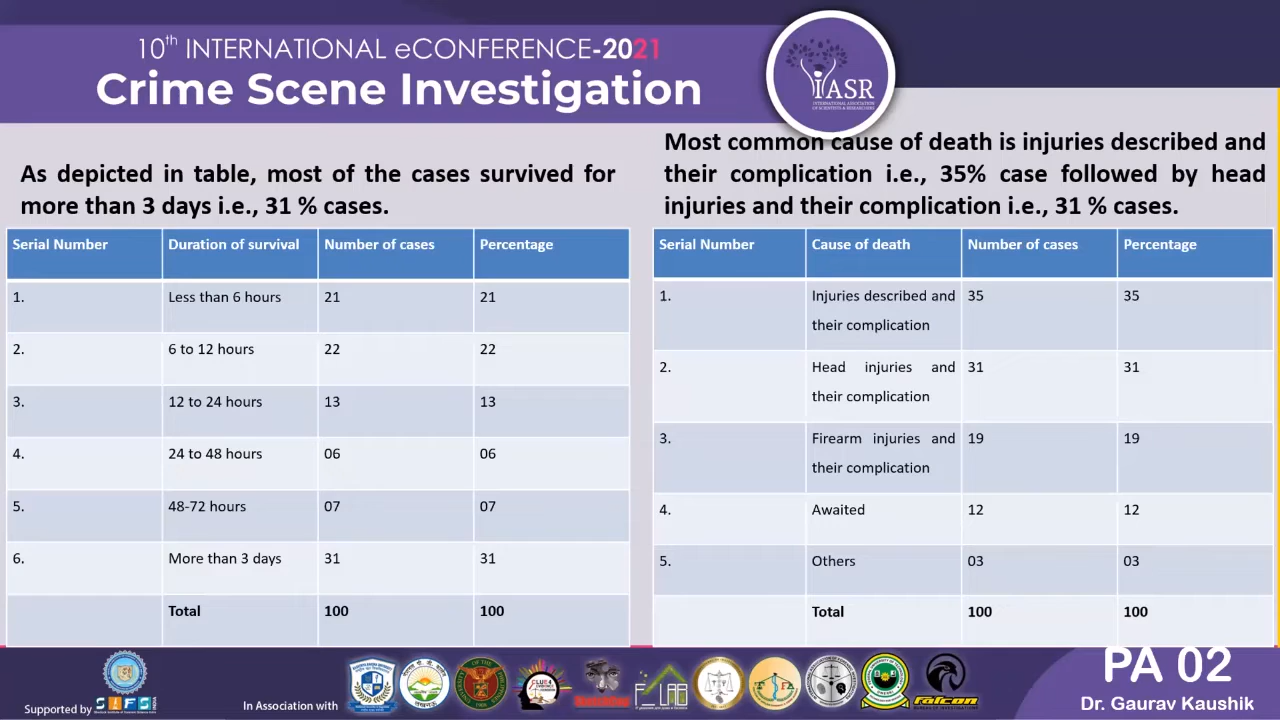 10th INTERNATIONAL eCONFERENCE-2021
Crime Scene Investigation
iASR
INTERNATIONAL ASSOCIATION
OF SCIENTISTS & RESEARCHERS
As depicted in table, most of the cases survived for
more than 3 days i.e., 31 % cases.
Serial Number Duration of survival Number of cases Percentage
1. Less than 6 hours 21 21
2. 6 to 12 hours 22 22
3. 12 to 24 hours 13 13
4. 24 to 48 hours 06 06
5. 48-72 hours 07 07
6. More than 3 days 31 31
Total 100 100
Most common cause of death is injuries described and
their complication i.e., 35% case followed by head
injuries and their complication i.e., 31 % cases.
Serial Number Cause of death Number of cases Percentage
1. Injuries described and 35 35
their complication
2. Head injuries and 31 31
their complication
3. Firearm injuries and 19 19
their complication
4. Awaited 12 12
5. Others 03 03
Total 100 100
Supported by
SIFS
In Association with
falcon
PA 02
Dr. Gaurav Kaushik